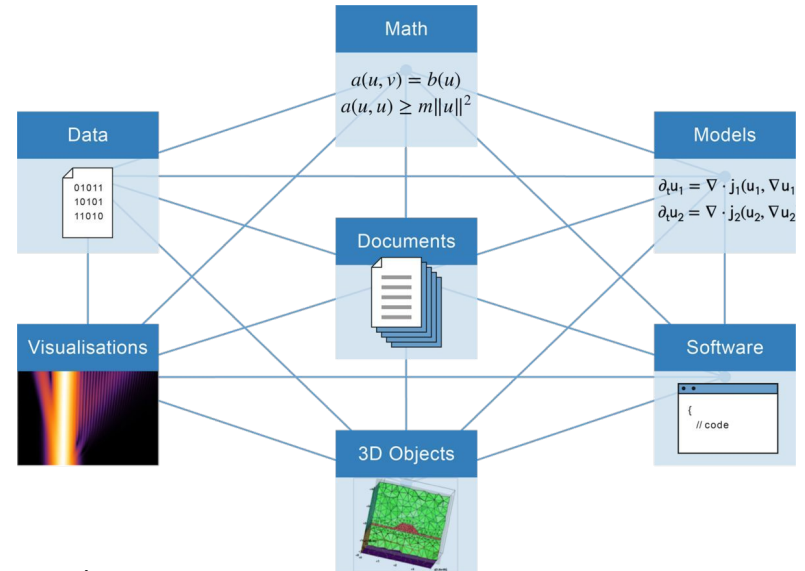 Math
a(u, v) = b(u)
a(u, u) ≥ m‖u‖²
Data
01011
10101
11010
Models
∂ₜu₁ = ∇ · j₁(u₁, ∇u₁
∂ₜu₂ = ∇ · j₂(u₂, ∇u₂
Documents
Visualisations
Software
{
// code
3D Objects